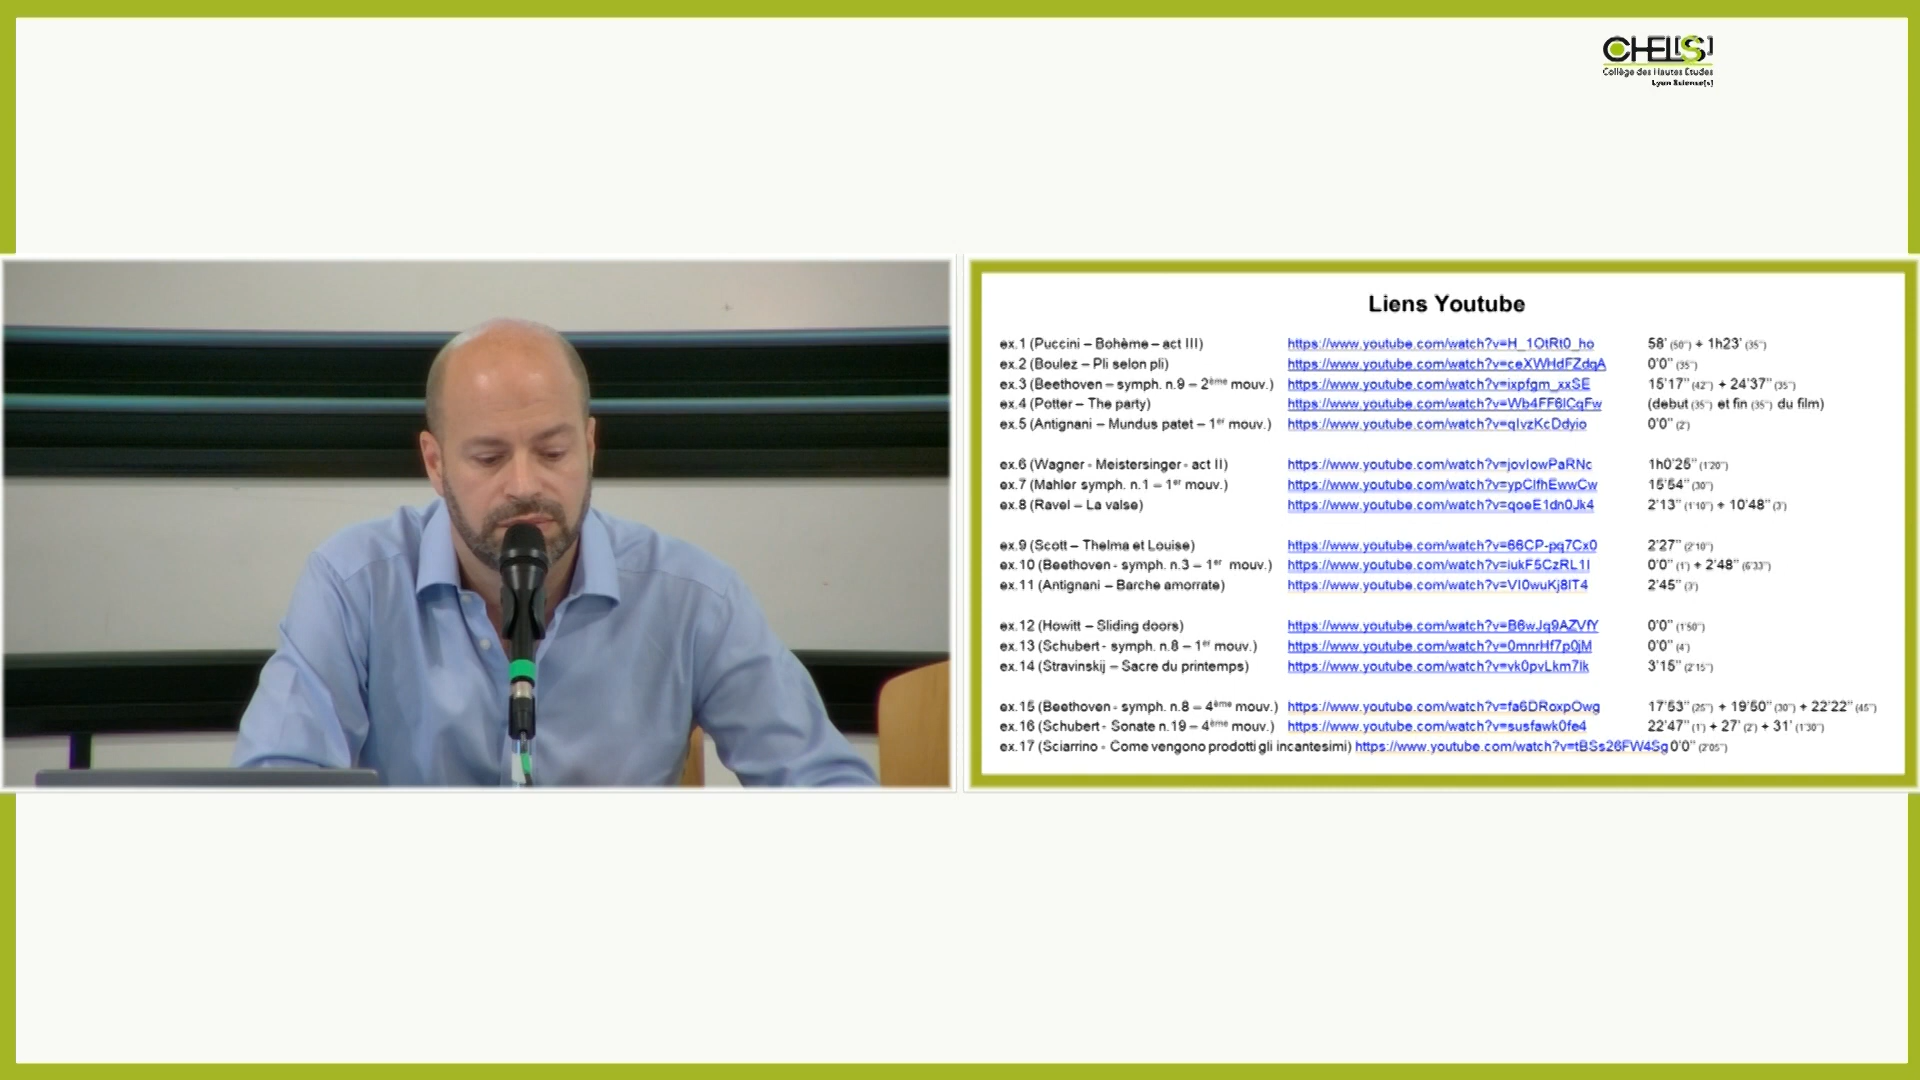 CHEL[S]
Collège des Hautes Etudes
Lyon Science[s]
Liens Youtube
ex.1 (Puccini – Bohème – act III) https://www.youtube.com/watch?v=H_1OtRt0_ho 58' (50'') + 1h23' (35'')
ex.2 (Boulez – Pli selon pli) https://www.youtube.com/watch?v=ceXWHdFZdqA 0'0'' (35'')
ex.3 (Beethoven – symph. n.9 – 2ème mouv.) https://www.youtube.com/watch?v=ixpfgm_xxSE 15'17'' (42'') + 24'37'' (35'')
ex.4 (Potter – The party) https://www.youtube.com/watch?v=Wb4FF6lCqFw (debut (35'') et fin (35'') du film)
ex.5 (Antignani – Mundus patet – 1er mouv.) https://www.youtube.com/watch?v=qIvzKcDdyio 0'0'' (2')
ex.6 (Wagner - Meistersinger - act II) https://www.youtube.com/watch?v=jovIowPaRNc 1h0'25'' (1'20'')
ex.7 (Mahler symph. n.1 – 1er mouv.) https://www.youtube.com/watch?v=ypClfhEwwCw 15'54'' (30'')
ex.8 (Ravel – La valse) https://www.youtube.com/watch?v=qoeE1dn0Jk4 2'13'' (1'10'') + 10'48'' (3')
ex.9 (Scott – Thelma et Louise) https://www.youtube.com/watch?v=66CP-pq7Cx0 2'27'' (2'10'')
ex.10 (Beethoven - symph. n.3 – 1er mouv.) https://www.youtube.com/watch?v=iukF5CzRL1I 0'0'' (1') + 2'48'' (6'33'')
ex.11 (Antignani – Barche amorrate) https://www.youtube.com/watch?v=VI0wuKj8IT4 2'45'' (3')
ex.12 (Howitt – Sliding doors) https://www.youtube.com/watch?v=B6wJq9AZVfY 0'0'' (1'50'')
ex.13 (Schubert - symph. n.8 – 1er mouv.) https://www.youtube.com/watch?v=0mnrHf7p0jM 0'0'' (4')
ex.14 (Stravinskij – Sacre du printemps) https://www.youtube.com/watch?v=vk0pvLkm7lk 3'15'' (2'15'')
ex.15 (Beethoven - symph. n.8 – 4ème mouv.) https://www.youtube.com/watch?v=fa6DRoxpOwg 17'53'' (25'') + 19'50'' (30'') + 22'22'' (45'')
ex.16 (Schubert - Sonate n.19 – 4ème mouv.) https://www.youtube.com/watch?v=susfawk0fe4 22'47'' (1') + 27' (2') + 31' (1'30'')
ex.17 (Sciarrino - Come vengono prodotti gli incantesimi) https://www.youtube.com/watch?v=tBSs26FW4Sg 0'0'' (2'05'')